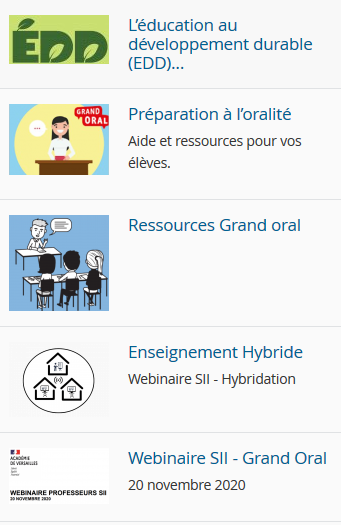 ÉDD
L'éducation au
développement durable
(EDD)...
GRAND
ORAL
Préparation à l'oralité
Aide et ressources pour vos
élèves.
Ressources Grand oral
Enseignement Hybride
Webinaire SII - Hybridation
ACADÉMIE
DE VERSAILLES
WEBINAIRE PROFESSEURS SII
20 NOVEMBRE 2020
Webinaire SII - Grand Oral
20 novembre 2020